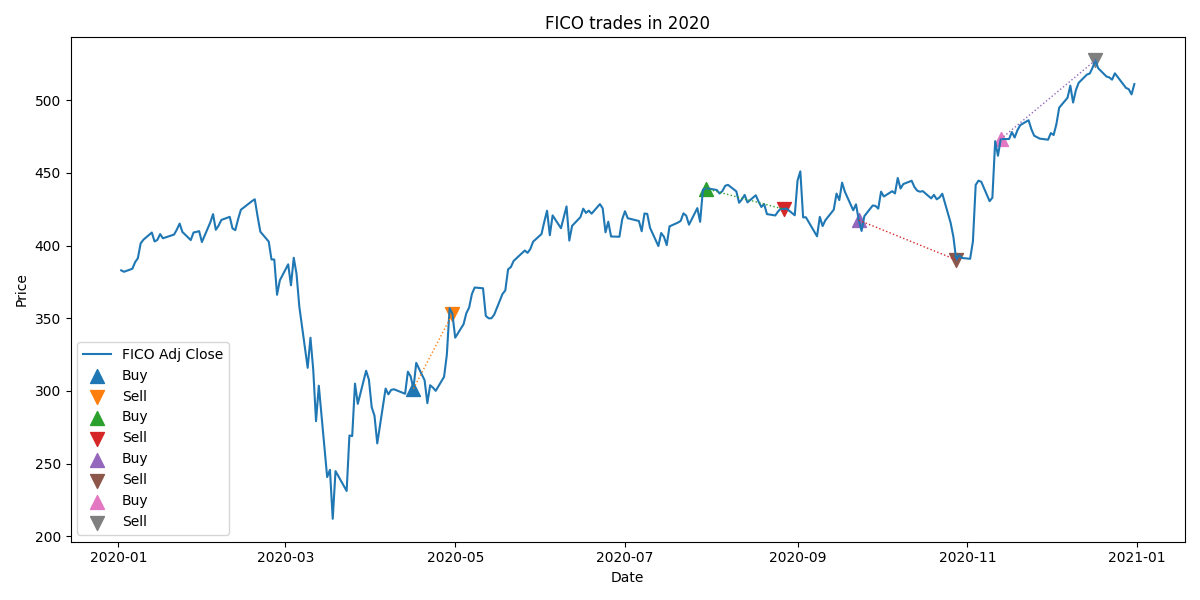 FICO trades in 2020
Price
500
450
400
350
300
250
200
FICO Adj Close
Buy
Sell
Buy
Sell
Buy
Sell
Buy
Sell
2020-01 2020-03 2020-05 2020-07 2020-09 2020-11 2021-01
Date